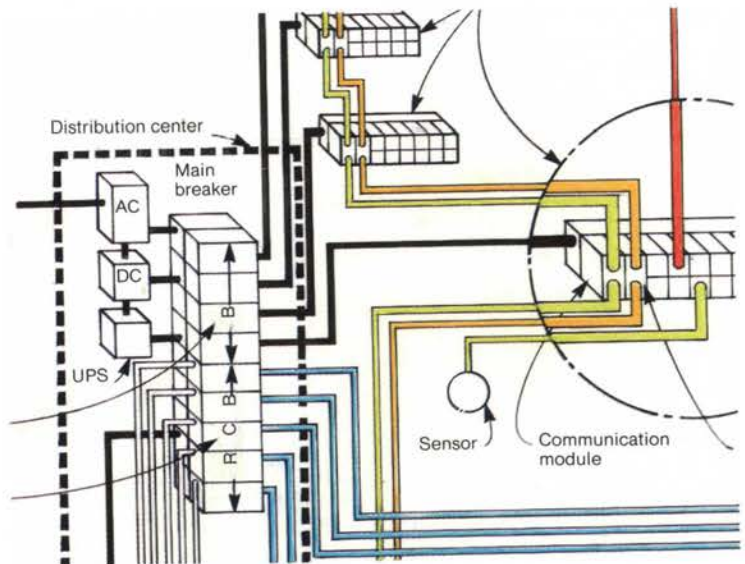 Distribution center
Main
breaker
AC
DC
UPS
B
B
C
R
Sensor
Communication
module